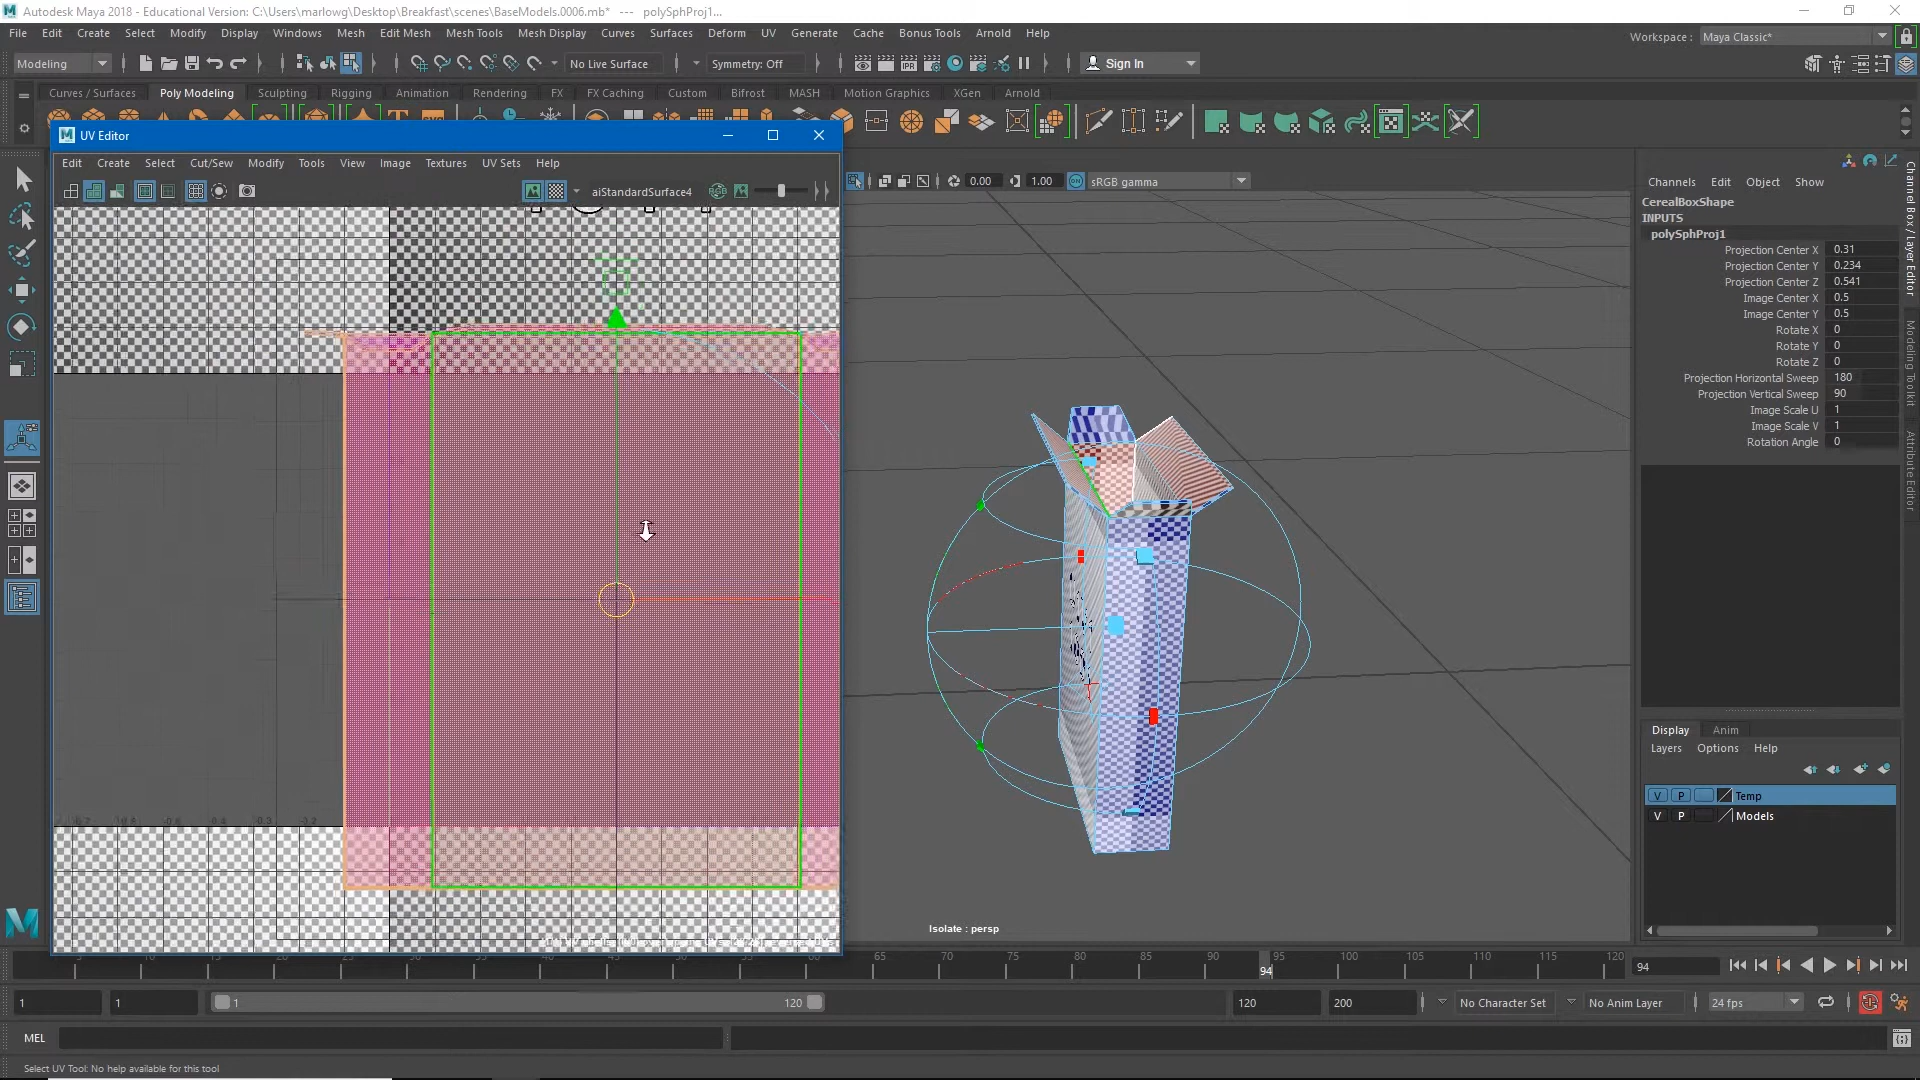 Autodesk Maya 2018 - Educational Version: C:\Users\marlowg\Desktop\Breakfast\scenes\BaseModels.0006.mb* --- polySphProj1...
File Edit Create Select Modify Display Windows Mesh Edit Mesh Mesh Tools Mesh Display Curves Surfaces Deform UV Generate Cache Bonus Tools Arnold Help
Workspace : Maya Classic*
Modeling No Live Surface Symmetry: Off Sign In
Curves / Surfaces Poly Modeling Sculpting Rigging Animation Rendering FX FX Caching Custom Bifrost MASH Motion Graphics XGen Arnold
UV Editor
Edit Create Select Cut/Sew Modify Tools View Image Textures UV Sets Help
aiStandardSurface4
0.00 1.00 sRGB gamma
Channels Edit Object Show
CerealBoxShape
INPUTS
polySphProj1
Projection Center X 0.31
Projection Center Y 0.234
Projection Center Z 0.541
Image Center X 0.5
Image Center Y 0.5
Rotate X 0
Rotate Y 0
Rotate Z 0
Projection Horizontal Sweep 180
Projection Vertical Sweep 90
Image Scale U 1
Image Scale V 1
Rotation Angle 0
Channel Box / Layer Editor
Modeling Toolkit
Attribute Editor
Display Anim
Layers Options Help
V P Temp
V P Models
Isolate : persp
65 70 75 80 85 90 94 95 100 105 110 115 120
94
1 1 1 120 120 200 No Character Set No Anim Layer 24 fps
MEL
Select UV Tool: No help available for this tool